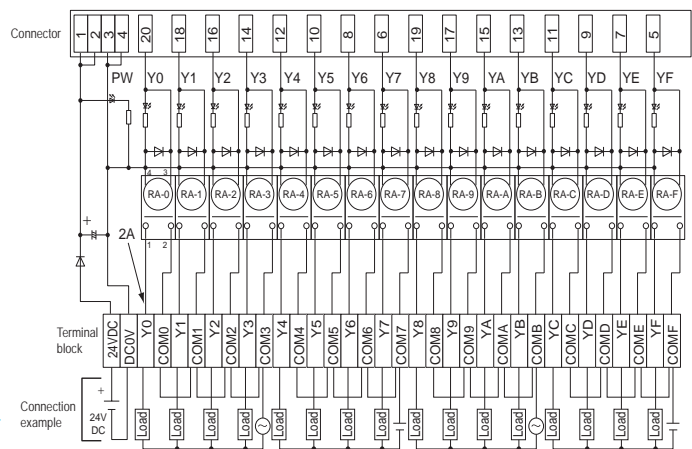 Connector
1 2 3 4 20 18 16 14 12 10 8 6 19 17 15 13 11 9 7 5
PW Y0 Y1 Y2 Y3 Y4 Y5 Y6 Y7 Y8 Y9 YA YB YC YD YE YF
4 3
RA-0 RA-1 RA-2 RA-3 RA-4 RA-5 RA-6 RA-7 RA-8 RA-9 RA-A RA-B RA-C RA-D RA-E RA-F
+
2A
1 2
Terminal
block
24VDC DC0V Y0 COM0 Y1 COM1 Y2 COM2 Y3 COM3 Y4 COM4 Y5 COM5 Y6 COM6 Y7 COM7 Y8 COM8 Y9 COM9 YA COMA YB COMB YC COMC YD COMD YE COME YF COMF
Connection
example
+
24V
DC
Load Load Load Load Load Load Load Load Load Load Load Load Load Load Load Load